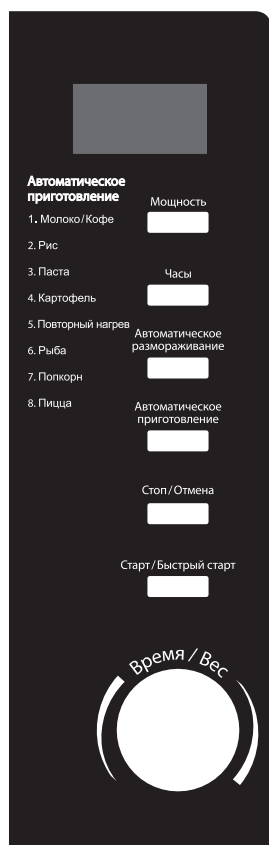 Автоматическое
приготовление
1. Молоко/Кофе
2. Рис
3. Паста
4. Картофель
5. Повторный нагрев
6. Рыба
7. Попкорн
8. Пицца
Мощность
Часы
Автоматическое
размораживание
Автоматическое
приготовление
Стоп/Отмена
Старт/Быстрый старт
Время / Вес